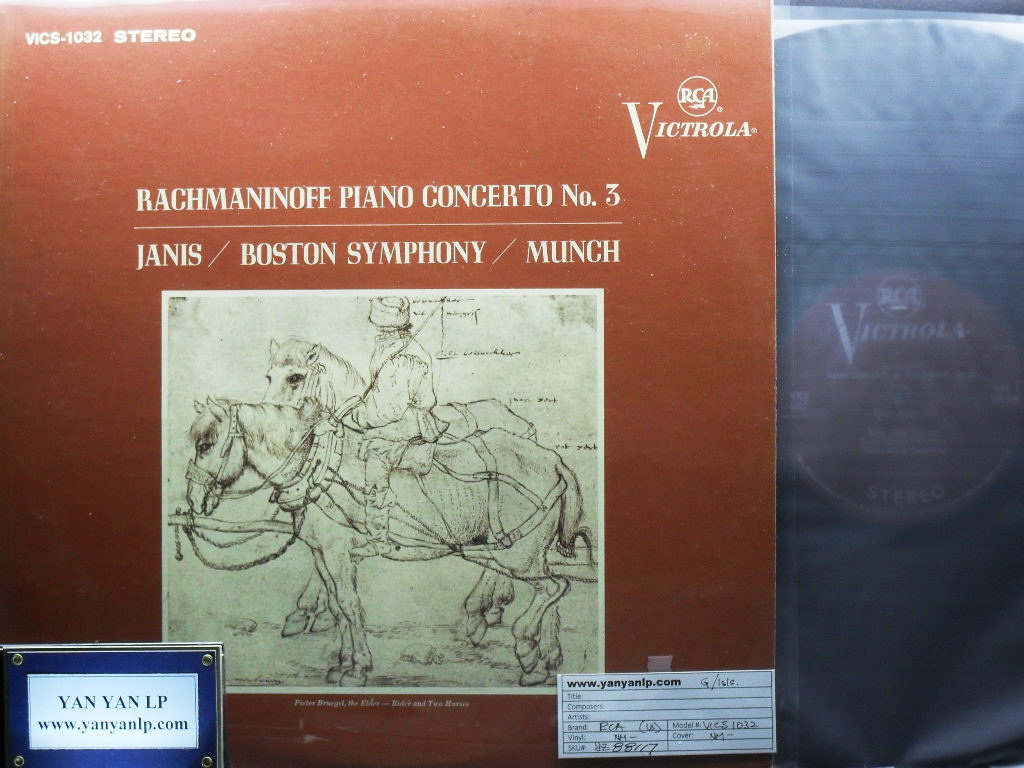 VICS-1032 STEREO
RCA
VICTROLA
RACHMANINOFF PIANO CONCERTO No. 3
JANIS / BOSTON SYMPHONY / MUNCH
Pieter Bruegel, the Elder — Rider and Two Horses
RCA
VICTROLA
STEREO
YAN YAN LP
www.yanyanlp.com
www.yanyanlp.com
Title:
Composers:
Artists:
Brand: RCA Model #: VICS 1032
Vinyl: NM- Cover: NM-
SKU#: